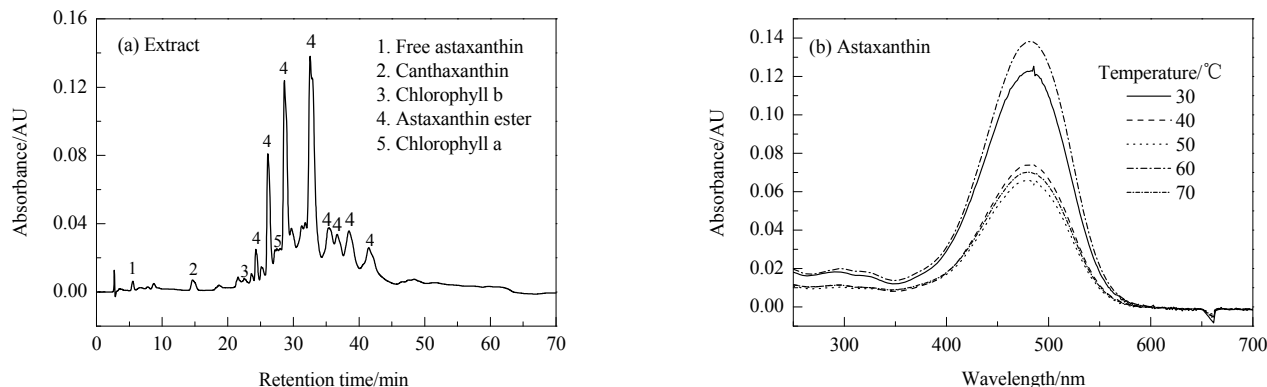 0.16
0.12
0.08
0.04
0.00
Absorbance/AU
(a) Extract
1. Free astaxanthin
2. Canthaxanthin
3. Chlorophyll b
4. Astaxanthin ester
5. Chlorophyll a
1
2
3
4
4
5
4
4
4
4
4
4
0 10 20 30 40 50 60 70
Retention time/min
0.14
0.12
0.10
0.08
0.06
0.04
0.02
0.00
Absorbance/AU
(b) Astaxanthin
Temperature/℃
30
40
50
60
70
300 400 500 600 700
Wavelength/nm